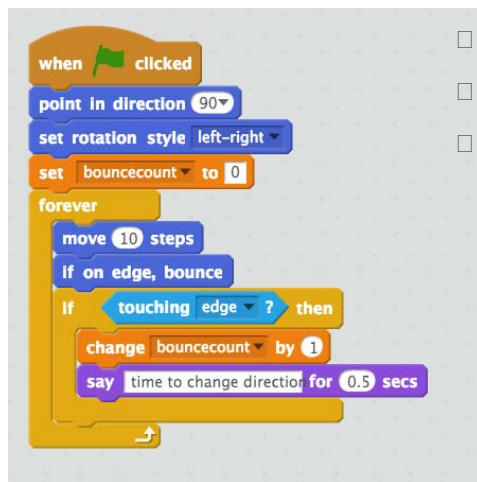 when clicked
point in direction 90
set rotation style left-right
set bouncecount to 0
forever
move 10 steps
if on edge, bounce
if touching edge ? then
change bouncecount by 1
say time to change direction for 0.5 secs